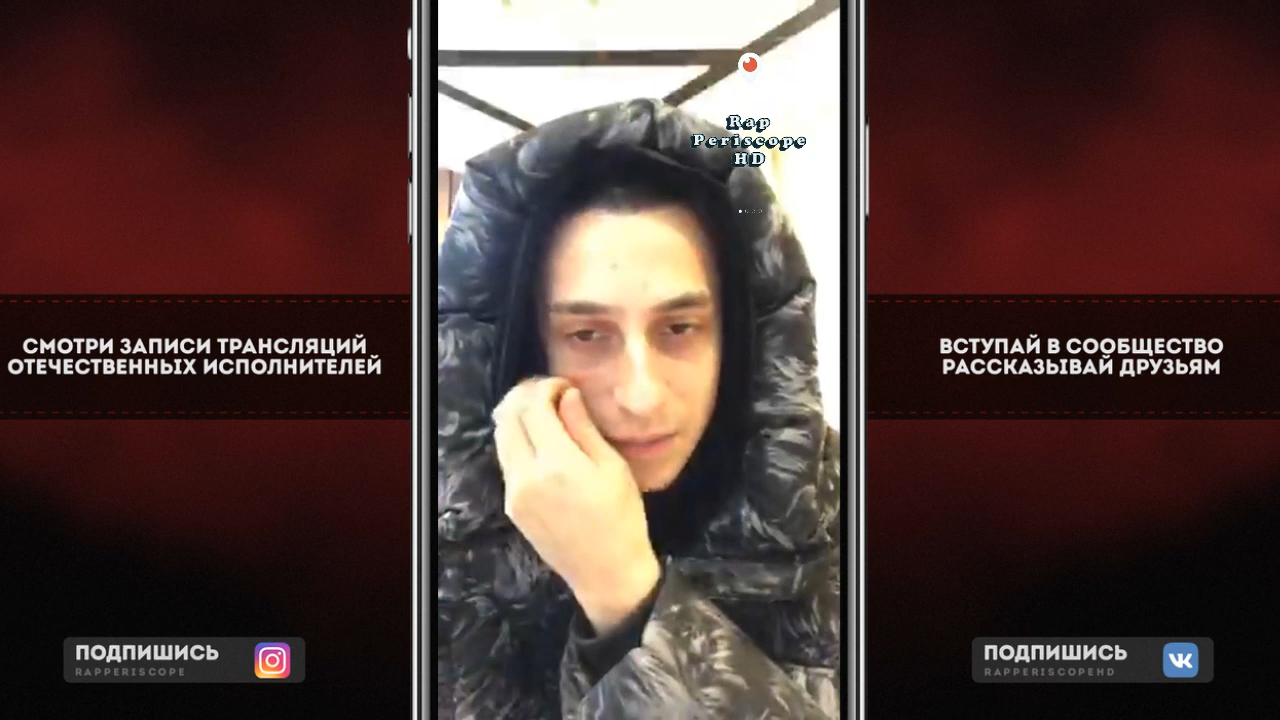 Rap
Periscope
HD
СМОТРИ ЗАПИСИ ТРАНСЛЯЦИЙ
ОТЕЧЕСТВЕННЫХ ИСПОЛНИТЕЛЕЙ
ВСТУПАЙ В СООБЩЕСТВО
РАССКАЗЫВАЙ ДРУЗЬЯМ
ПОДПИШИСЬ
RAPPERISCOPE
ПОДПИШИСЬ
RAPPERISCOPEHD